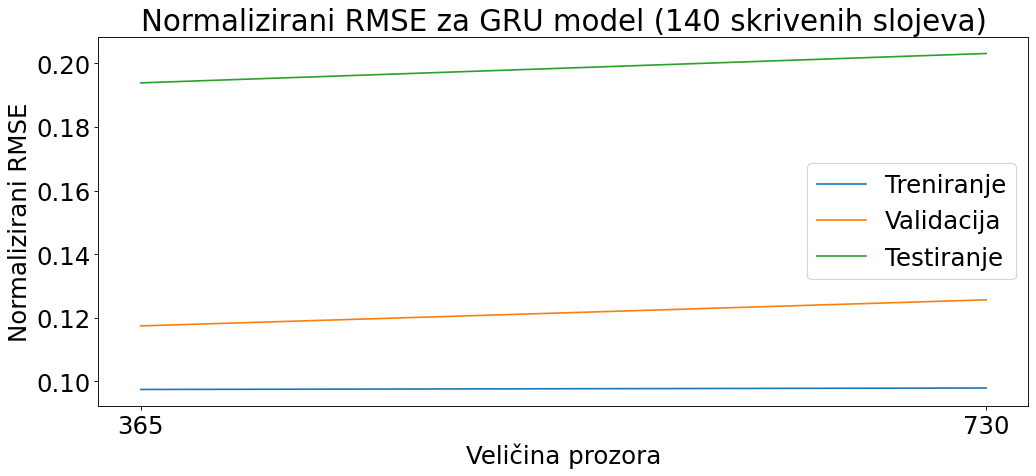 Normalizirani RMSE za GRU model (140 skrivenih slojeva)
Normalizirani RMSE
0.20
0.18
0.16
0.14
0.12
0.10
Treniranje
Validacija
Testiranje
365
730
Veličina prozora